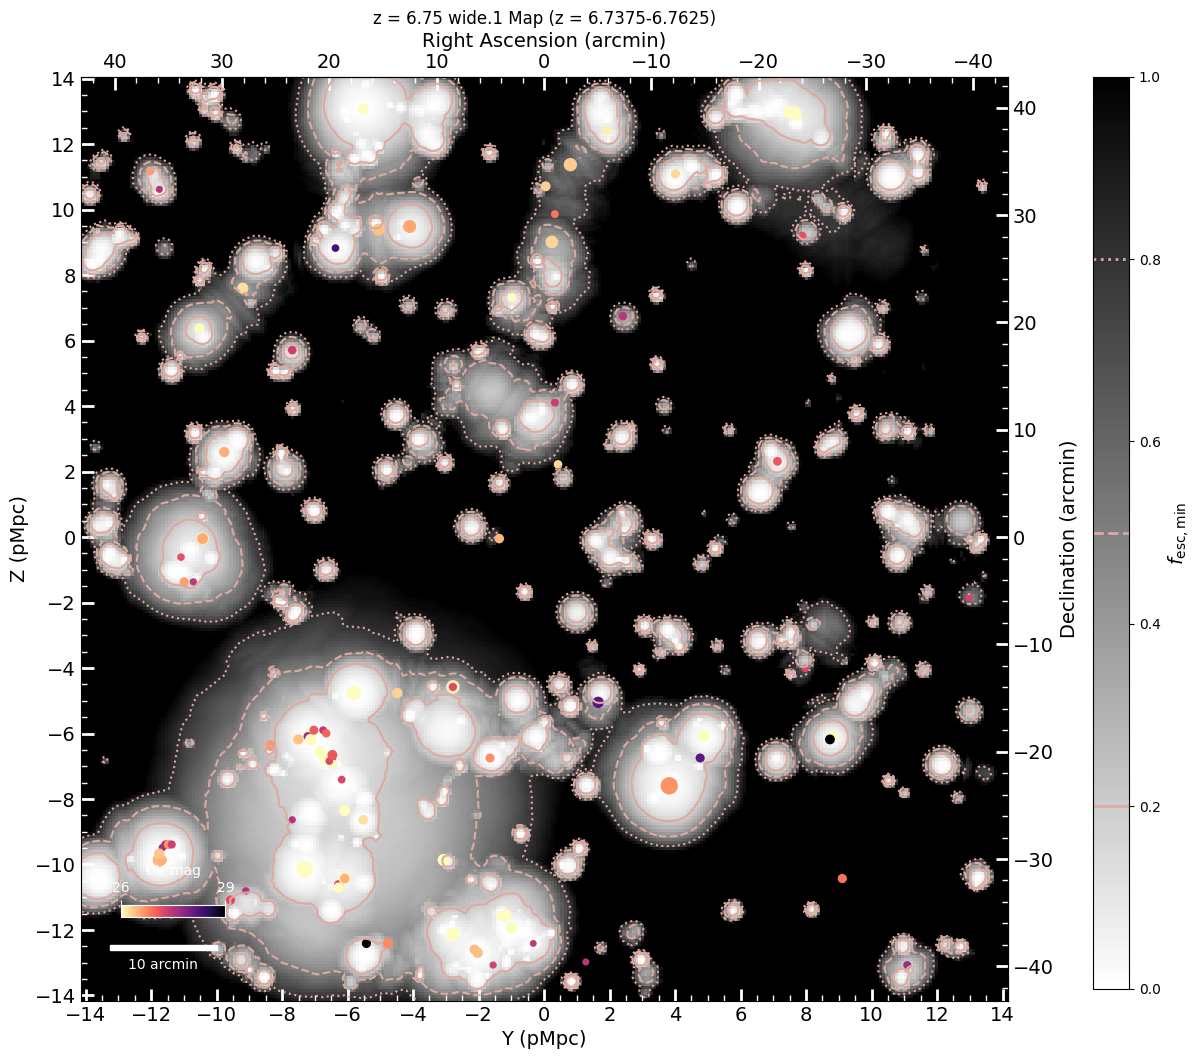 z = 6.75 wide.1 Map (z = 6.7375-6.7625)
Right Ascension (arcmin)
40 30 20 10 0 −10 −20 −30 −40
14 12 10 8 6 4 2 0 −2 −4 −6 −8 −10 −12 −14
Z (pMpc)
40 30 20 10 0 −10 −20 −30 −40
Declination (arcmin)
1.0
0.8
0.6
0.4
0.2
0.0
f_esc,min
mag
26 29
10 arcmin
−14 −12 −10 −8 −6 −4 −2 0 2 4 6 8 10 12 14
Y (pMpc)